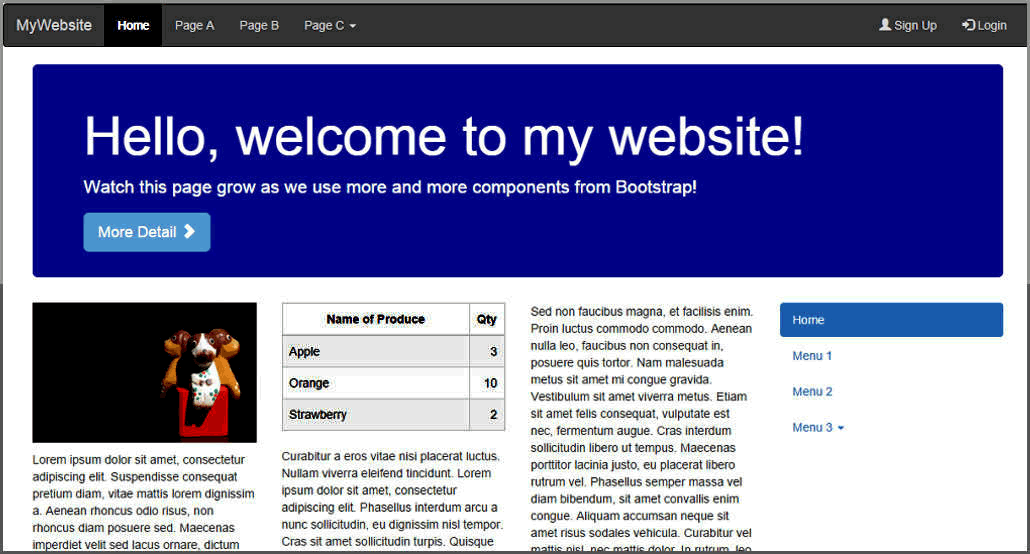 MyWebsite Home Page A Page B Page C Sign Up Login
Hello, welcome to my website!
Watch this page grow as we use more and more components from Bootstrap!
More Detail
Lorem ipsum dolor sit amet, consectetur
adipiscing elit. Suspendisse consequat
pretium diam, vitae mattis lorem dignissim
a. Aenean rhoncus odio risus, non
rhoncus diam posuere sed. Maecenas
imperdiet velit sed lacus ornare, dictum
Name of Produce Qty
Apple 3
Orange 10
Strawberry 2
Curabitur a eros vitae nisi placerat luctus.
Nullam viverra eleifend tincidunt. Lorem
ipsum dolor sit amet, consectetur
adipiscing elit. Phasellus interdum arcu a
nunc sollicitudin, eu dignissim nisl tempor.
Cras sit amet sollicitudin turpis. Quisque
Sed non faucibus magna, et facilisis enim.
Proin luctus commodo commodo. Aenean
nulla leo, faucibus non consequat in,
posuere quis tortor. Nam malesuada
metus sit amet mi congue gravida.
Vestibulum sit amet viverra metus. Etiam
sit amet felis consequat, vulputate est
nec, fermentum augue. Cras interdum
sollicitudin libero ut tempus. Maecenas
porttitor lacinia justo, eu placerat libero
rutrum vel. Phasellus semper massa vel
diam bibendum, sit amet convallis enim
congue. Aliquam accumsan neque sit
amet risus sodales vehicula. Curabitur vel
mattis nisl, nec mattis dolor. In rutrum, leo
Home
Menu 1
Menu 2
Menu 3